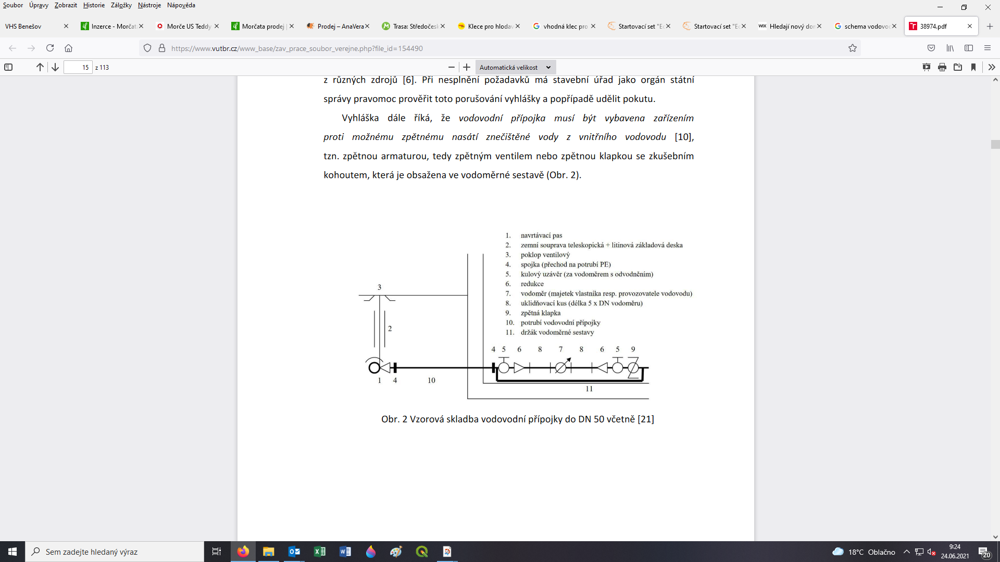 Soubor Úpravy Zobrazit Historie Záložky Nástroje Nápověda
VHS Benešov
Inzerce - Morčat
Morče US Teddy
Morčata prodej |
Prodej – AnaVera
Trasa: Středočesk
Klece pro hlodav
vhodná klec pro
Startovací set "Ec
Startovací set "Ec
WIX Hledají nový dom
schema vodovod
38974.pdf
https://www.vutbr.cz/www_base/zav_prace_soubor_verejne.php?file_id=154490
15 z 113
Automatická velikost
z různých zdrojů [6]. Při nesplnění požadavků má stavební úřad jako orgán státní
správy pravomoc prověřit toto porušování vyhlášky a popřípadě udělit pokutu.
Vyhláška dále říká, že vodovodní přípojka musí být vybavena zařízením
proti možnému zpětnému nasátí znečištěné vody z vnitřního vodovodu [10],
tzn. zpětnou armaturou, tedy zpětným ventilem nebo zpětnou klapkou se zkušebním
kohoutem, která je obsažena ve vodoměrné sestavě (Obr. 2).
1. navrtávací pas
2. zemní souprava teleskopická + litinová základová deska
3. poklop ventilový
4. spojka (přechod na potrubí PE)
5. kulový uzávěr (za vodoměrem s odvodněním)
6. redukce
7. vodoměr (majetek vlastníka resp. provozovatele vodovodu)
8. uklidňovací kus (délka 5 x DN vodoměru)
9. zpětná klapka
10. potrubí vodovodní přípojky
11. držák vodoměrné sestavy
3
2
4 5 6 8 7 8 6 5 9
1 4 10
11
Obr. 2 Vzorová skladba vodovodní přípojky do DN 50 včetně [21]
Sem zadejte hledaný výraz
18°C Oblačno
9:24
24.06.2021
20